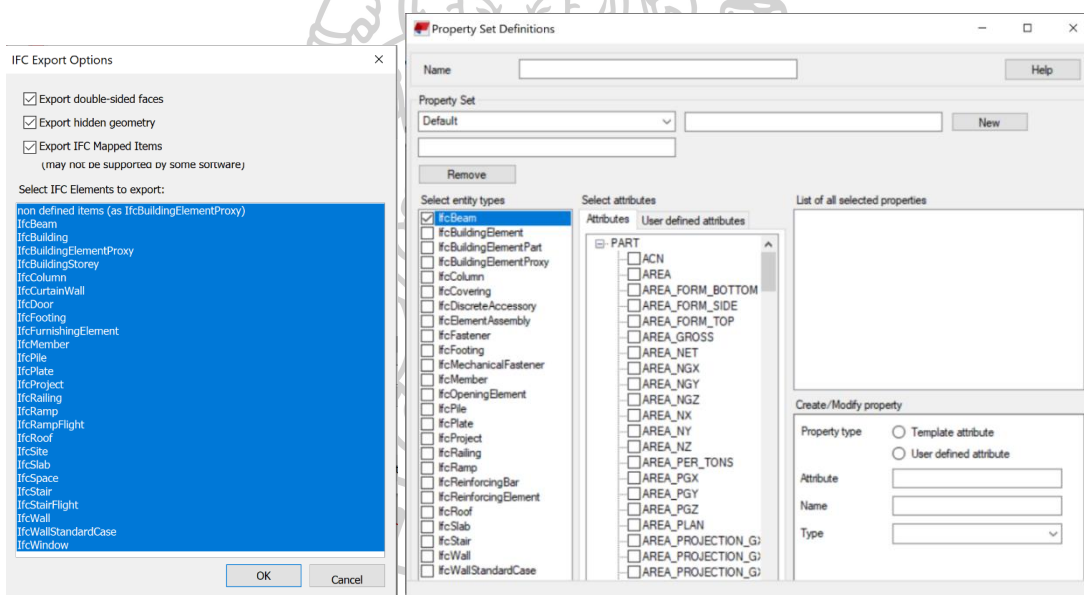 IFC Export Options
Export double-sided faces
Export hidden geometry
Export IFC Mapped Items
(may not be supported by some software)
Select IFC Elements to export:
non defined items (as IfcBuildingElementProxy)
IfcBeam
IfcBuilding
IfcBuildingElementProxy
IfcBuildingStorey
IfcColumn
IfcCurtainWall
IfcDoor
IfcFooting
IfcFurnishingElement
IfcMember
IfcPile
IfcPlate
IfcProject
IfcRailing
IfcRamp
IfcRampFlight
IfcRoof
IfcSite
IfcSlab
IfcSpace
IfcStair
IfcStairFlight
IfcWall
IfcWallStandardCase
IfcWindow
OK
Cancel
Property Set Definitions
Name
Help
Property Set
Default
New
Remove
Select entity types
IfcBeam
IfcBuildingElement
IfcBuildingElementPart
IfcBuildingElementProxy
IfcColumn
IfcCovering
IfcDiscreteAccessory
IfcElementAssembly
IfcFastener
IfcFooting
IfcMechanicalFastener
IfcMember
IfcOpeningElement
IfcPile
IfcPlate
IfcProject
IfcRailing
IfcRamp
IfcReinforcingBar
IfcReinforcingElement
IfcRoof
IfcSlab
IfcStair
IfcWall
IfcWallStandardCase
Select attributes
Attributes
User defined attributes
PART
ACN
AREA
AREA_FORM_BOTTOM
AREA_FORM_SIDE
AREA_FORM_TOP
AREA_GROSS
AREA_NET
AREA_NGX
AREA_NGY
AREA_NGZ
AREA_NX
AREA_NY
AREA_NZ
AREA_PER_TONS
AREA_PGX
AREA_PGY
AREA_PGZ
AREA_PLAN
AREA_PROJECTION_G
AREA_PROJECTION_G
AREA_PROJECTION_G
List of all selected properties
Create/Modify property
Property type
Template attribute
User defined attribute
Attribute
Name
Type